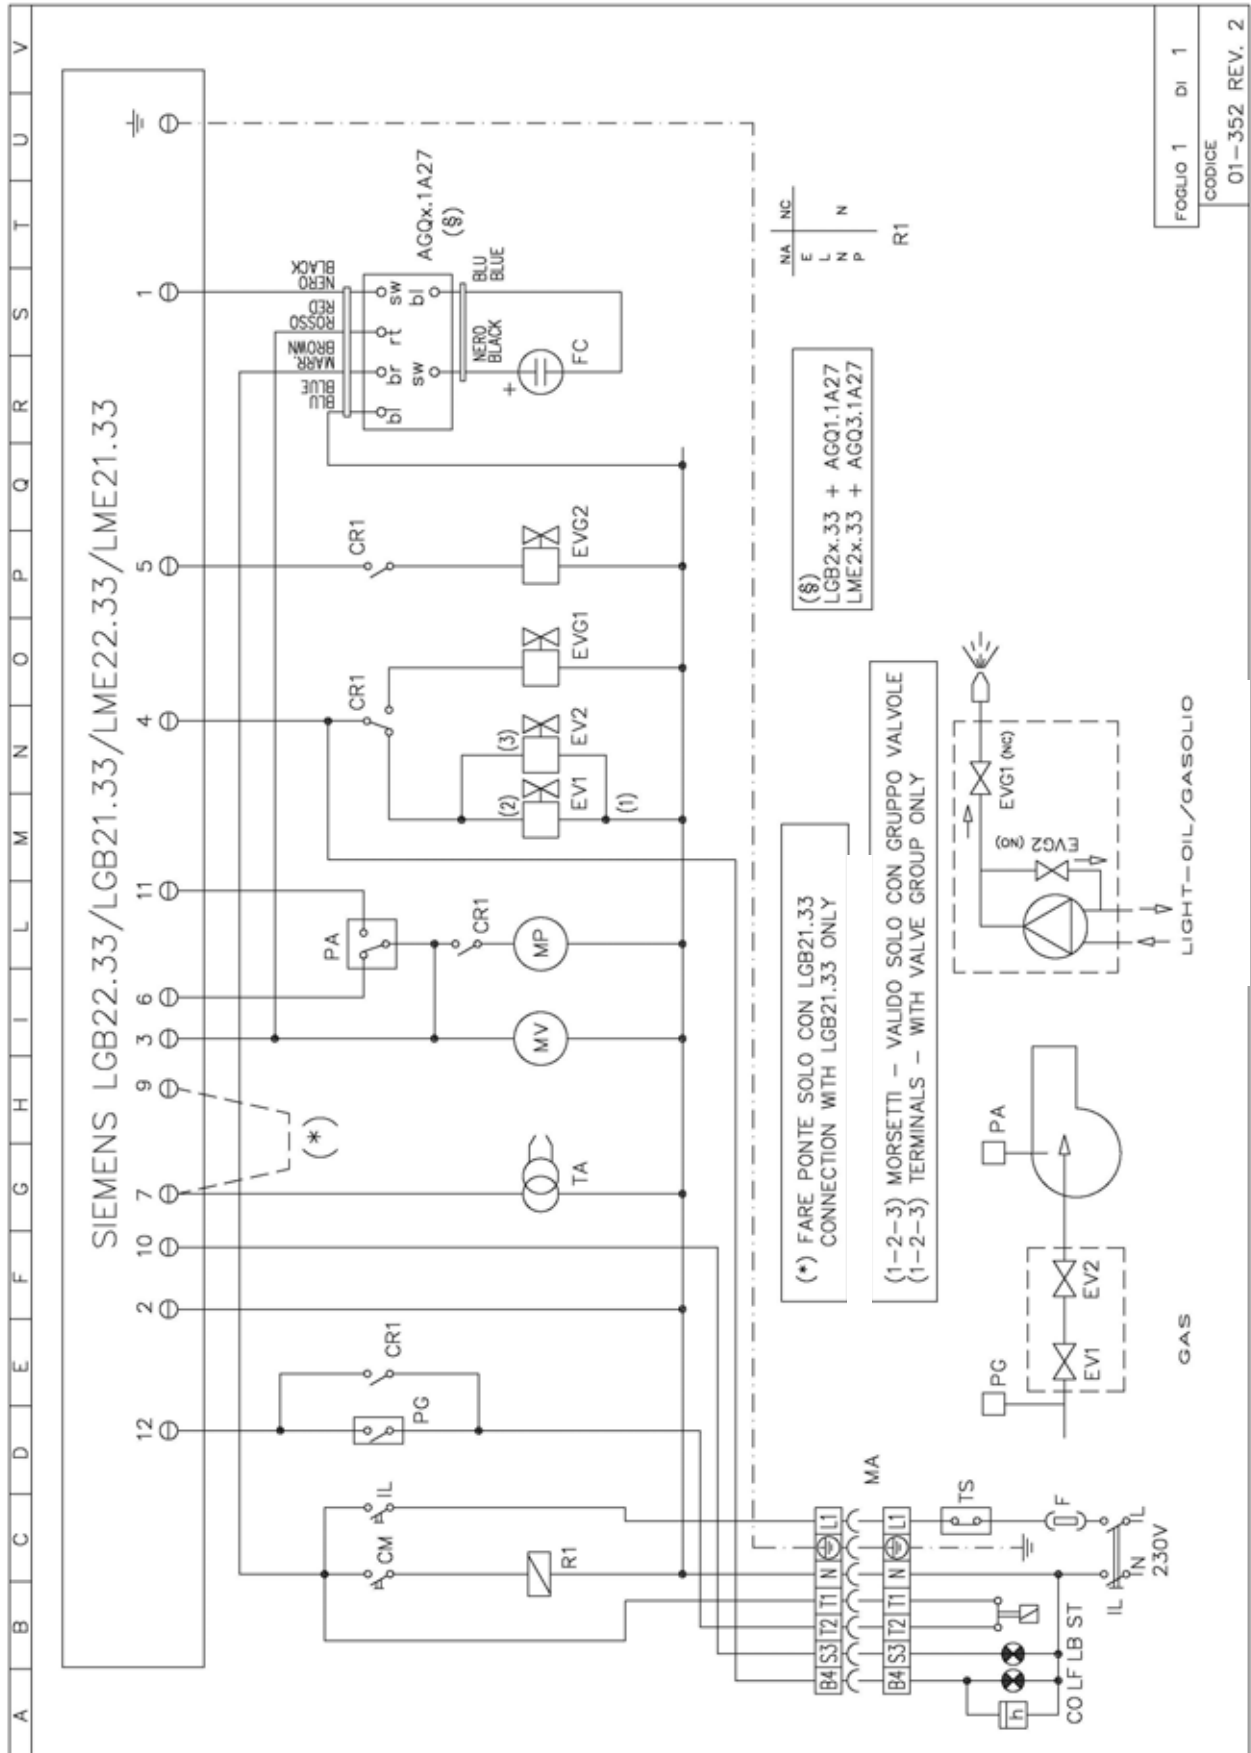 A B C D E F G H I L M N O P Q R S T U V
SIEMENS LGB22.33/LGB21.33/LME22.33/LME21.33
12 2 10 7 9 3 6 11 4 5 1
(*)
CM
IL
R1
PG
CR1
TA
MV
PA
CR1
MP
CR1
(2)
(3)
EV1
EV2
(1)
EVG1
CR1
EVG2
BLU
BLUE
MARR.
BROWN
ROSSO
RED
NERO
BLACK
bl br rt sw
sw bl
AGQx.1A27
(§)
NERO
BLACK
BLU
BLUE
+
FC
NA NC
E
L
N N
P
R1
(§)
LGB2x.33 + AGQ1.1A27
LME2x.33 + AGQ3.1A27
(*) FARE PONTE SOLO CON LGB21.33
CONNECTION WITH LGB21.33 ONLY
(1-2-3) MORSETTI - VALIDO SOLO CON GRUPPO VALVOLE
(1-2-3) TERMINALS - WITH VALVE GROUP ONLY
B4 S3 T2 T1 N L1
MA
B4 S3 T2 T1 N L1
TS
F
h
CO LF LB ST
IL
N L
230V
PG
EV1
EV2
GAS
PA
EVG2 (NO)
EVG1 (NC)
LIGHT-OIL/GASOLIO
FOGLIO 1 DI 1
CODICE
01-352 REV. 2